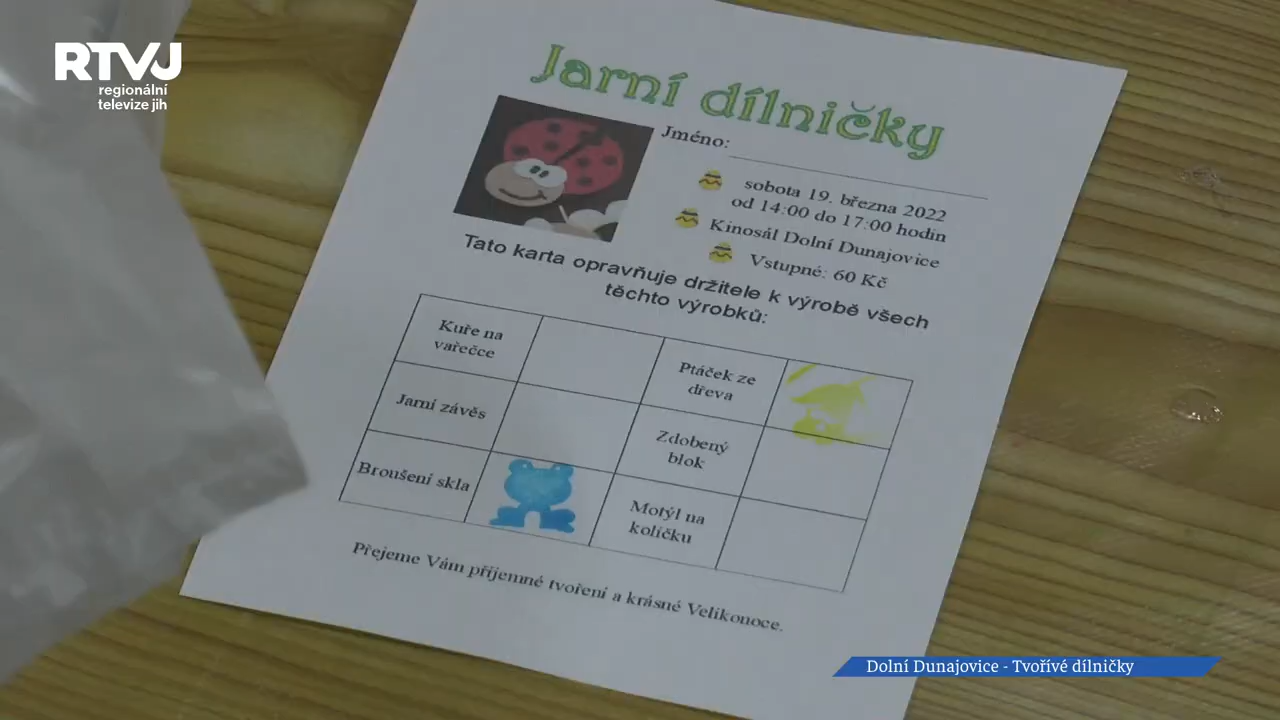 RTVJ
regionální
televize jih
Jarní dílničky
Jméno:
sobota 19. března 2022
od 14:00 do 17:00 hodin
Kinosál Dolní Dunajovice
Vstupné: 60 Kč
Tato karta opravňuje držitele k výrobě všech
těchto výrobků:
Kuře na
vařečce
Ptáček ze
dřeva
Jarní závěs
Zdobený
blok
Broušení skla
Motýl na
kolíčku
Přejeme Vám příjemné tvoření a krásné Velikonoce.
Dolní Dunajovice - Tvořívé dílničky